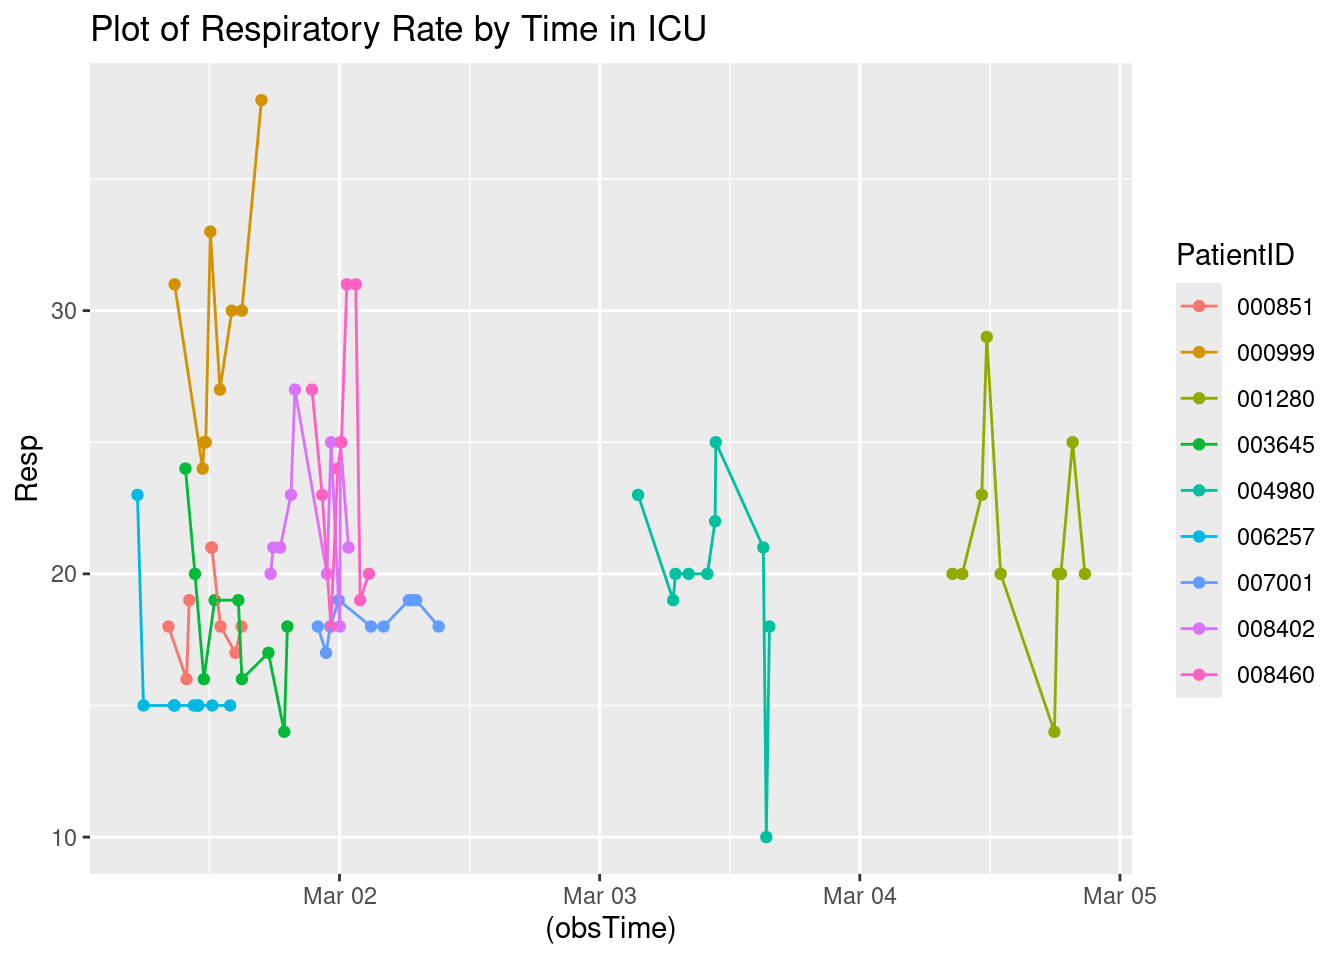 Plot of Respiratory Rate by Time in ICU
Resp
30
20
10
Mar 02
Mar 03
Mar 04
Mar 05
(obsTime)
PatientID
000851
000999
001280
003645
004980
006257
007001
008402
008460